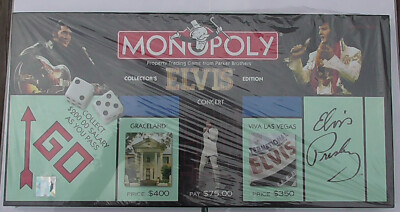 MONOPOLY
Property Trading Game from Parker Brothers
COLLECTOR'S ELVIS EDITION
COLLECT
$200.00 SALARY
AS YOU PASS
GO
GRACELAND
PRICE $400
CONCERT
PAY $75.00
VIVA LAS VEGAS
ELVIS
PRICE $350
Elvis
Presley